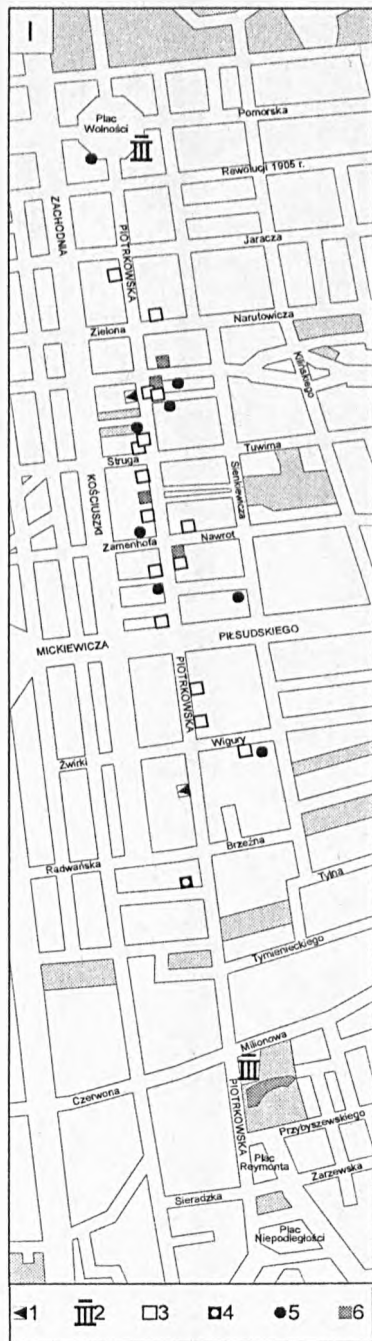 I
Pomorska
Plac
Wolności
Rewolucji 1905 r.
ZACHODNIA
PIOTRKOWSKA
Jaracza
Zielona
Narutowicza
Kilińskiego
Tuwima
Struga
Sienkiewicza
KOŚCIUSZKI
Zamenhofa
Nawrot
MICKIEWICZA
PIŁSUDSKIEGO
PIOTRKOWSKA
Wigury
Żwirki
Brzeźna
Radwańska
Tylna
Tymienieckiego
Milionowa
Czerwona
PIOTRKOWSKA
Przybyszewskiego
Plac
Reymonta
Zarzewska
Sieradzka
Plac
Niepodległości
1 2 3 4 5 6